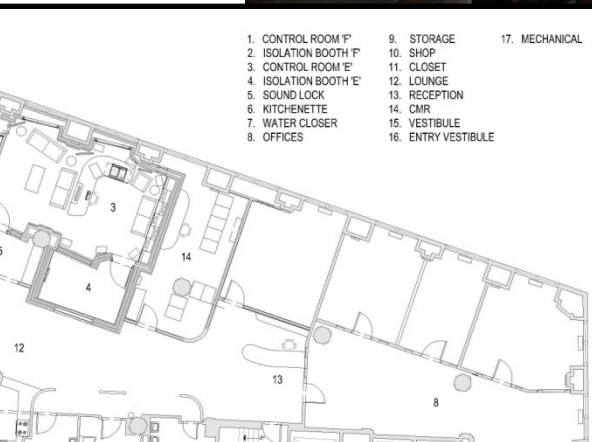 1. CONTROL ROOM 'F'
2. ISOLATION BOOTH 'F'
3. CONTROL ROOM 'E'
4. ISOLATION BOOTH 'E'
5. SOUND LOCK
6. KITCHENETTE
7. WATER CLOSER
8. OFFICES
9. STORAGE
10. SHOP
11. CLOSET
12. LOUNGE
13. RECEPTION
14. CMR
15. VESTIBULE
16. ENTRY VESTIBULE
17. MECHANICAL
3
14
5
4
12
13
8